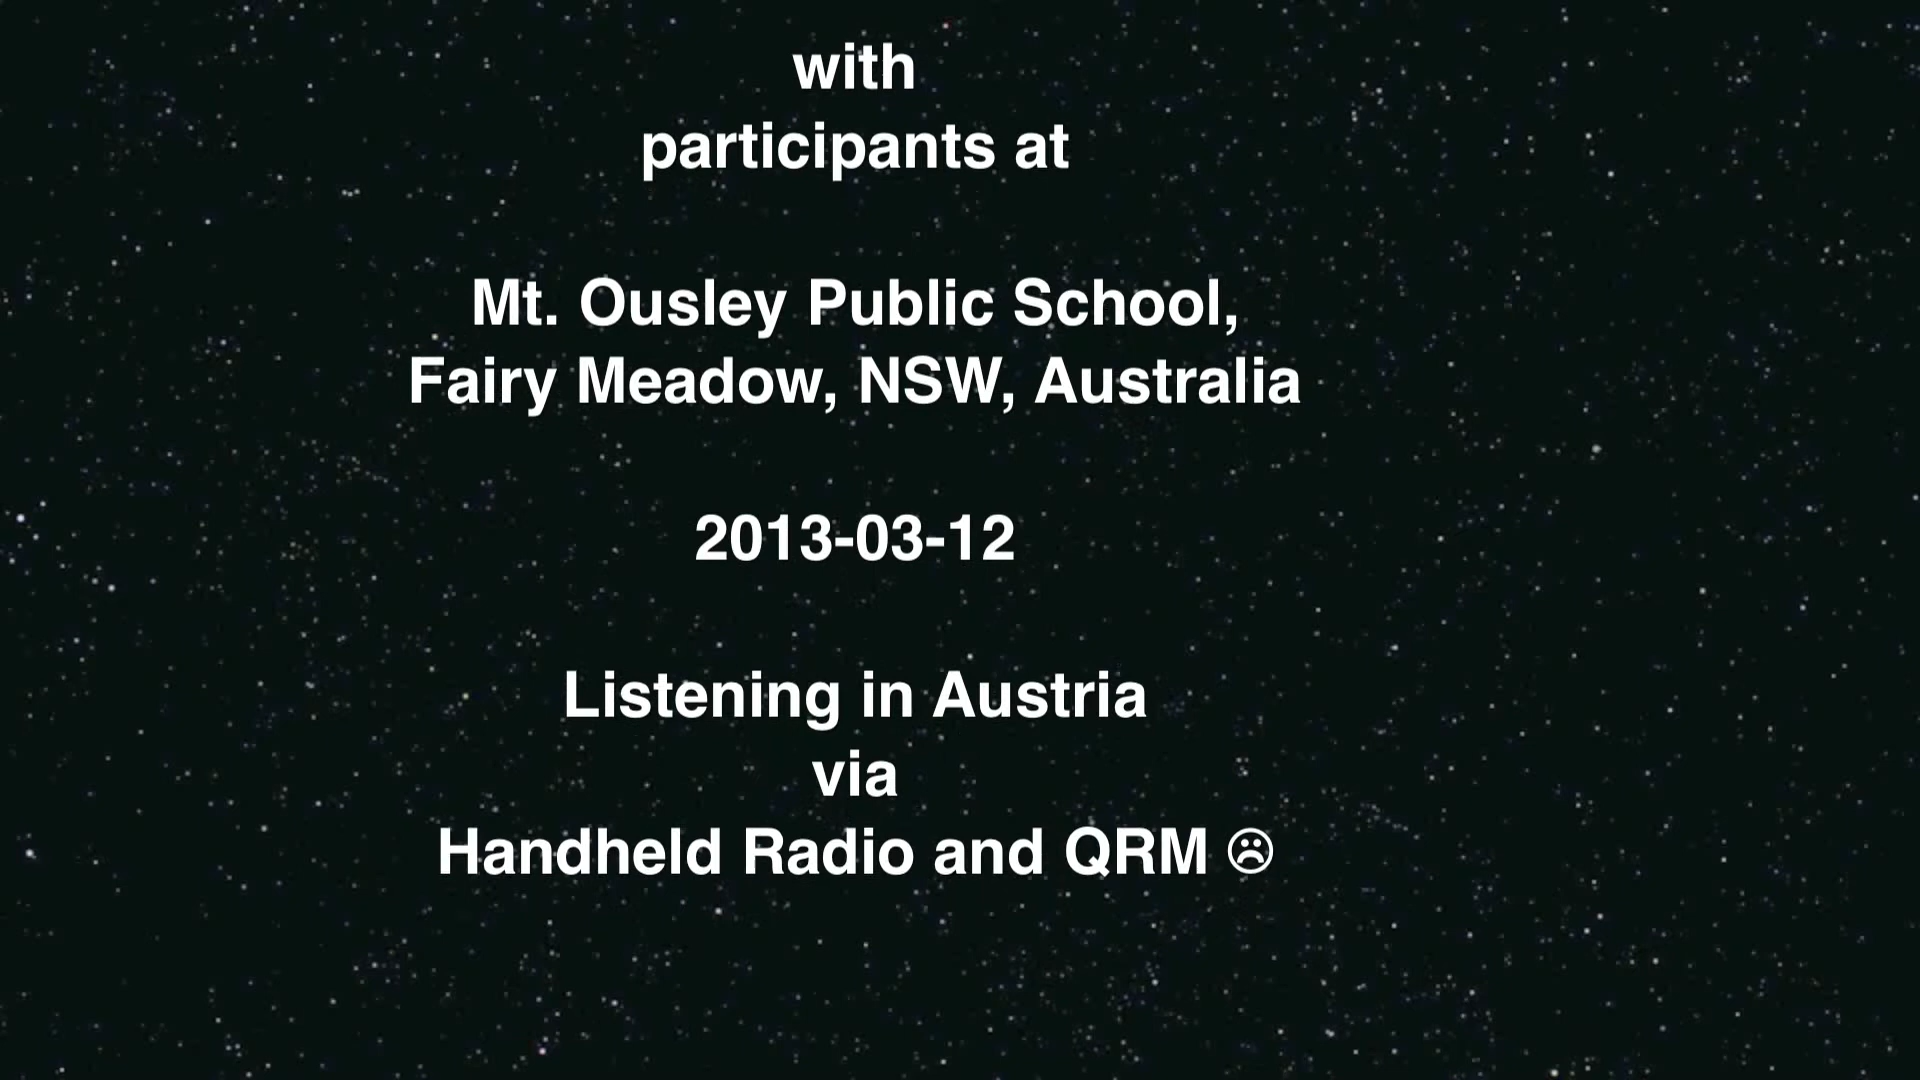 with
participants at
Mt. Ousley Public School,
Fairy Meadow, NSW, Australia
2013-03-12
Listening in Austria
via
Handheld Radio and QRM ☹